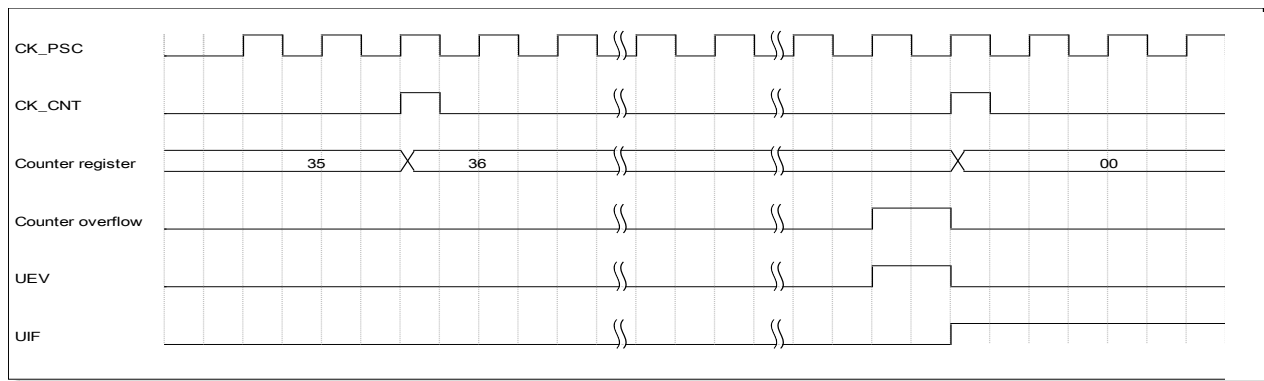 CK_PSC
CK_CNT
Counter register 35 36 00
Counter overflow
UEV
UIF